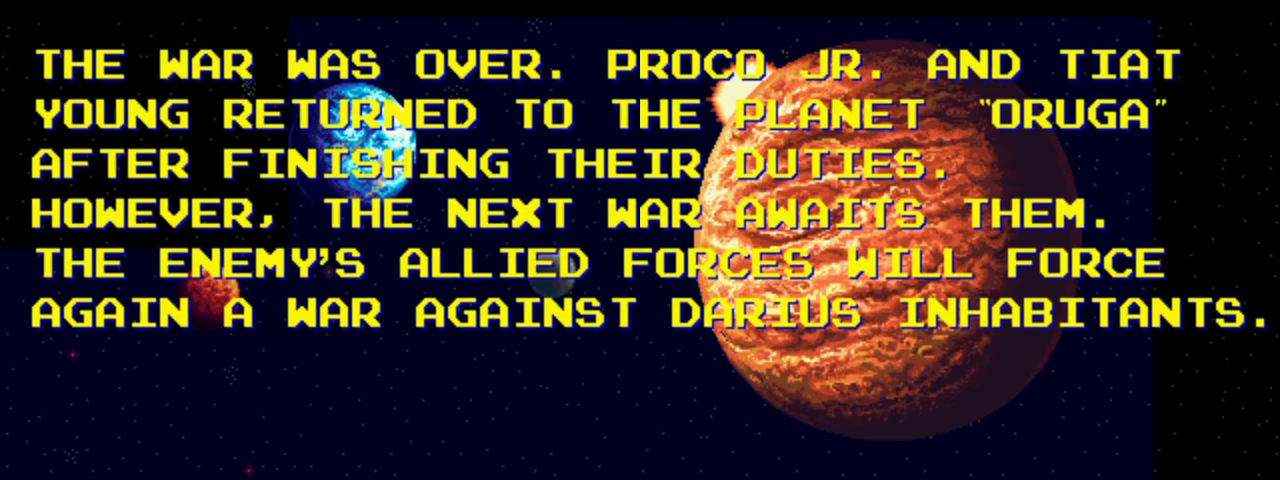 THE WAR WAS OVER. PROCO JR. AND TIAT
YOUNG RETURNED TO THE PLANET "ORUGA"
AFTER FINISHING THEIR DUTIES.
HOWEVER, THE NEXT WAR AWAITS THEM.
THE ENEMY'S ALLIED FORCES WILL FORCE
AGAIN A WAR AGAINST DARIUS INHABITANTS.